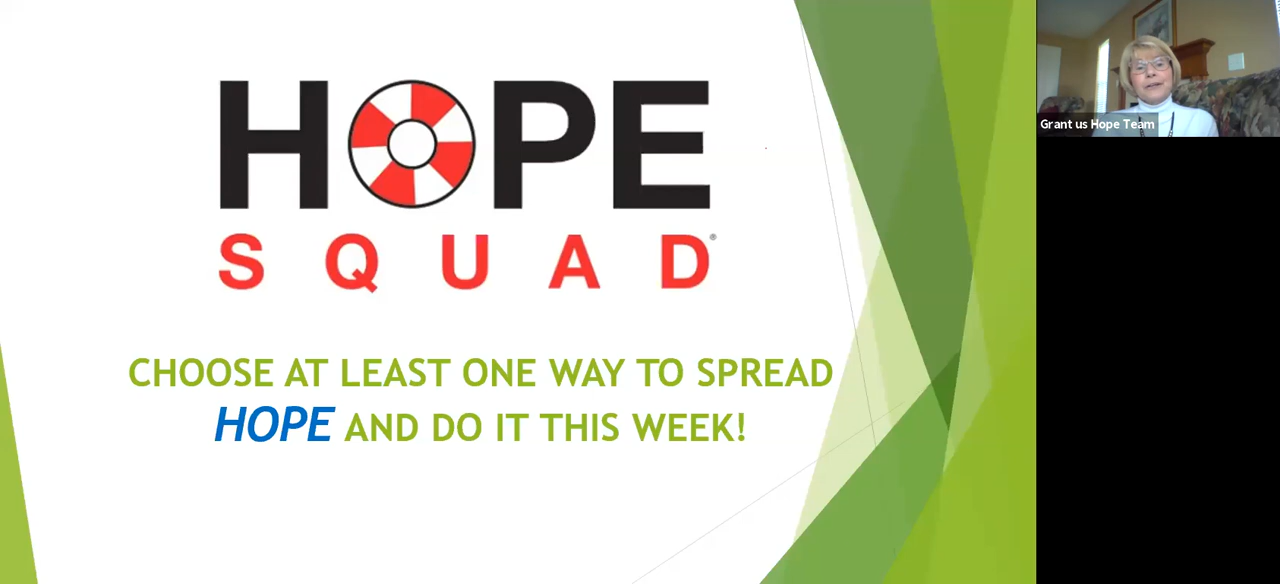 HOPE
SQUAD®
CHOOSE AT LEAST ONE WAY TO SPREAD
HOPE AND DO IT THIS WEEK!
Grant us Hope Team